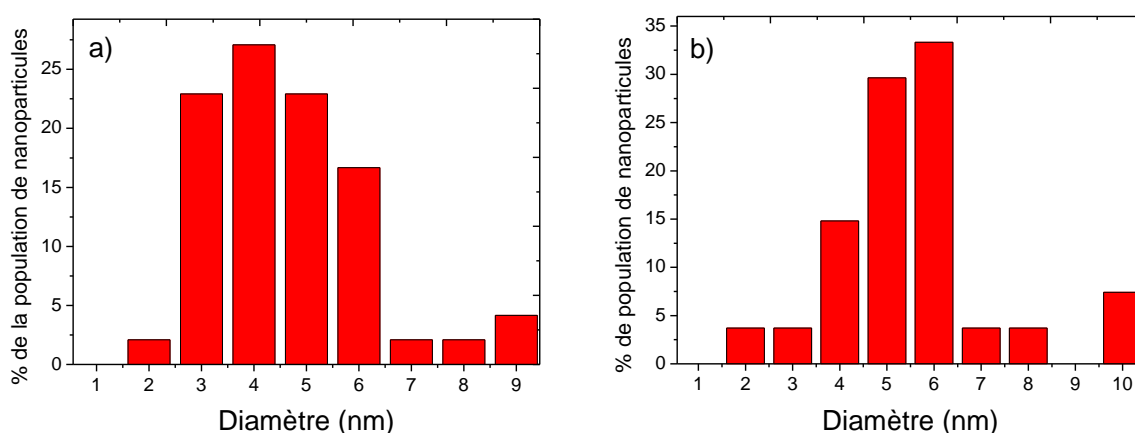 a)
% de la population de nanoparticules
25
20
15
10
5
0
1 2 3 4 5 6 7 8 9
Diamètre (nm)
b)
% de population de nanoparticules
35
30
25
20
15
10
5
0
1 2 3 4 5 6 7 8 9 10
Diamètre (nm)